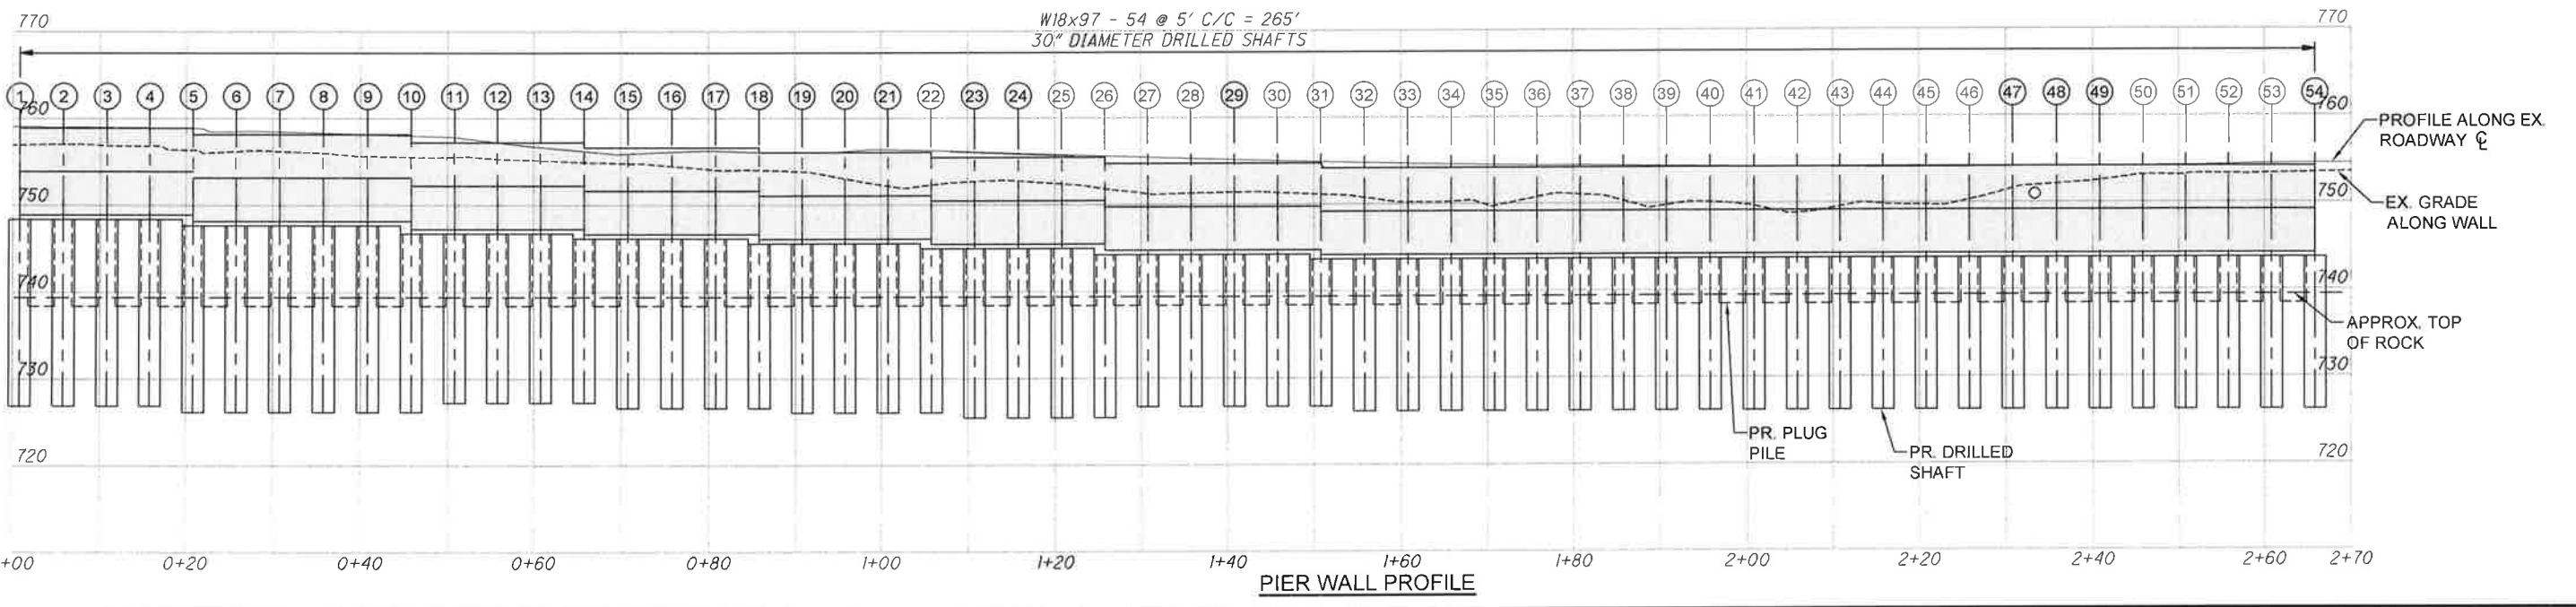 W18x97 - 54 @ 5' C/C = 265'
30" DIAMETER DRILLED SHAFTS
770
770
1 2 3 4 5 6 7 8 9 10 11 12 13 14 15 16 17 18 19 20 21 22 23 24 25 26 27 28 29 30 31 32 33 34 35 36 37 38 39 40 41 42 43 44 45 46 47 48 49 50 51 52 53 54
760
760
PROFILE ALONG EX.
ROADWAY ℄
750
750
EX. GRADE
ALONG WALL
740
740
APPROX. TOP
OF ROCK
730
730
PR. PLUG
PILE
PR. DRILLED
SHAFT
720
720
+00 0+20 0+40 0+60 0+80 1+00 1+20 1+40 1+60 1+80 2+00 2+20 2+40 2+60 2+70
PIER WALL PROFILE